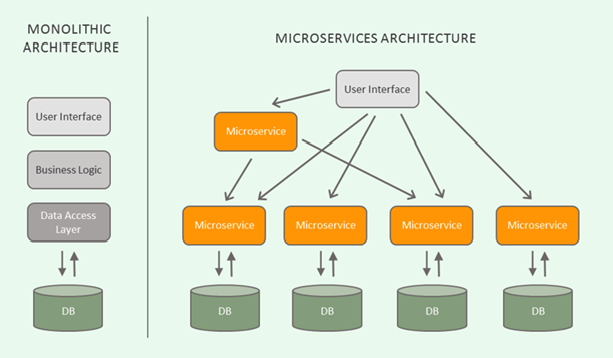 MONOLITHIC
ARCHITECTURE
User Interface
Business Logic
Data Access
Layer
DB
MICROSERVICES ARCHITECTURE
User Interface
Microservice
Microservice
Microservice
Microservice
Microservice
DB
DB
DB
DB